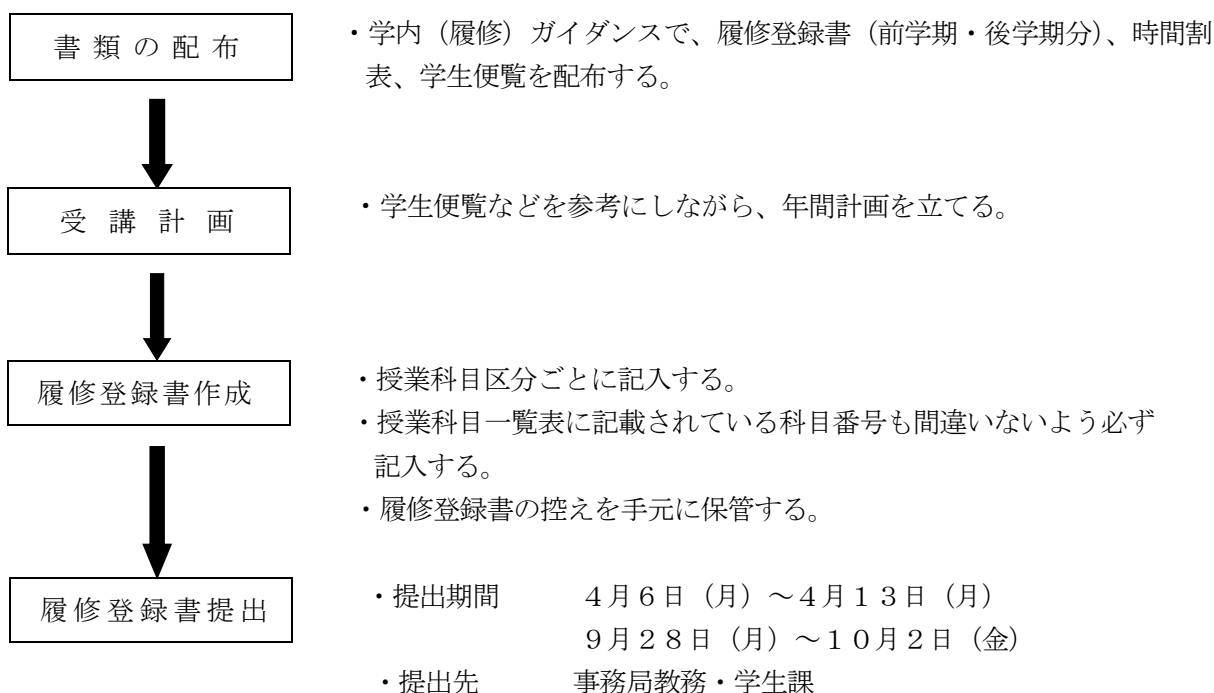 書類の配布
・学内（履修）ガイダンスで、履修登録書（前学期・後学期分）、時間割
表、学生便覧を配布する。
受講計画
・学生便覧などを参考にしながら、年間計画を立てる。
履修登録書作成
・授業科目区分ごとに記入する。
・授業科目一覧表に記載されている科目番号も間違いないよう必ず
記入する。
・履修登録書の控えを手元に保管する。
履修登録書提出
・提出期間　４月６日（月）～４月１３日（月）
９月２８日（月）～１０月２日（金）
・提出先　事務局教務・学生課